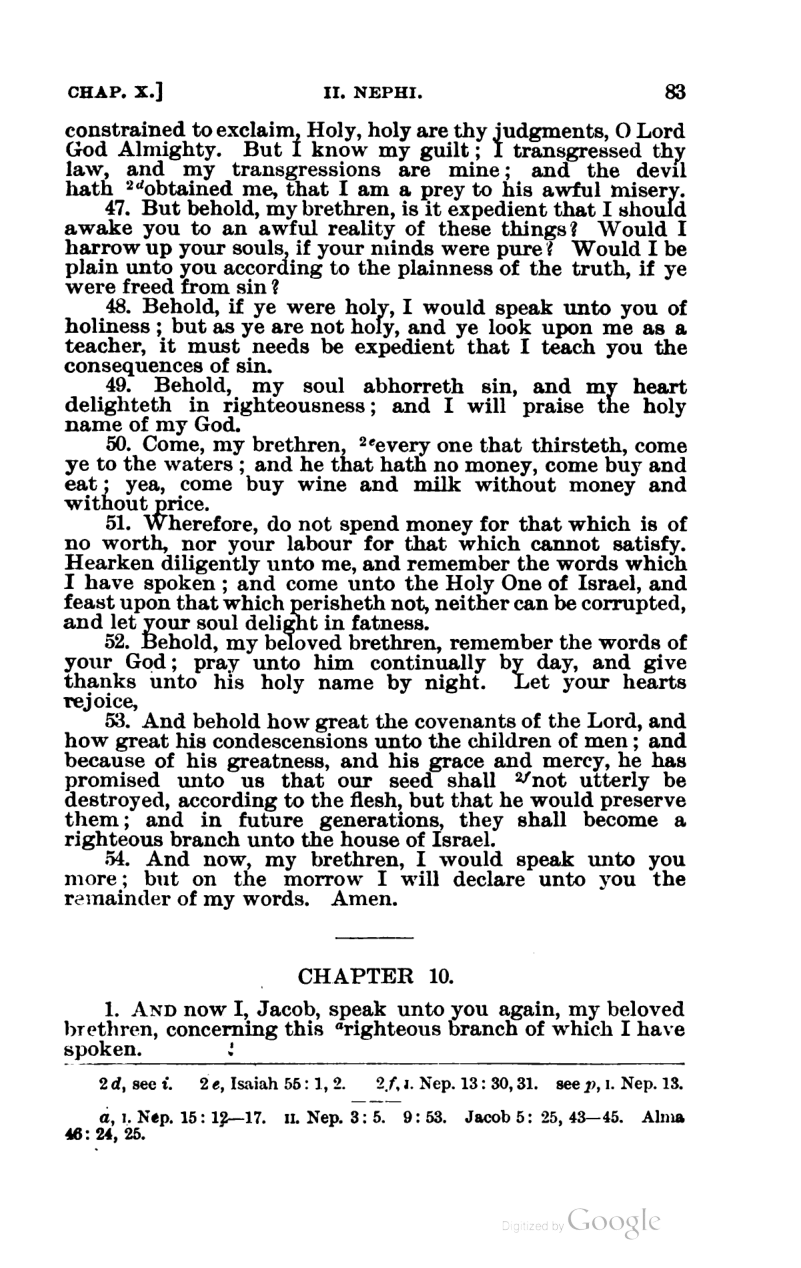 CHAP. X.] II. NEPHI. 83
constrained to exclaim, Holy, holy are thy judgments, O Lord
God Almighty. But I know my guilt; I transgressed thy
law, and my transgressions are mine; and the devil
hath ²ᵈobtained me, that I am a prey to his awful misery.
47. But behold, my brethren, is it expedient that I should
awake you to an awful reality of these things? Would I
harrow up your souls, if your minds were pure? Would I be
plain unto you according to the plainness of the truth, if ye
were freed from sin?
48. Behold, if ye were holy, I would speak unto you of
holiness; but as ye are not holy, and ye look upon me as a
teacher, it must needs be expedient that I teach you the
consequences of sin.
49. Behold, my soul abhorreth sin, and my heart
delighteth in righteousness; and I will praise the holy
name of my God.
50. Come, my brethren, ²ᵉevery one that thirsteth, come
ye to the waters; and he that hath no money, come buy and
eat; yea, come buy wine and milk without money and
without price.
51. Wherefore, do not spend money for that which is of
no worth, nor your labour for that which cannot satisfy.
Hearken diligently unto me, and remember the words which
I have spoken; and come unto the Holy One of Israel, and
feast upon that which perisheth not, neither can be corrupted,
and let your soul delight in fatness.
52. Behold, my beloved brethren, remember the words of
your God; pray unto him continually by day, and give
thanks unto his holy name by night. Let your hearts
rejoice,
53. And behold how great the covenants of the Lord, and
how great his condescensions unto the children of men; and
because of his greatness, and his grace and mercy, he has
promised unto us that our seed shall ²ᶠnot utterly be
destroyed, according to the flesh, but that he would preserve
them; and in future generations, they shall become a
righteous branch unto the house of Israel.
54. And now, my brethren, I would speak unto you
more; but on the morrow I will declare unto you the
remainder of my words. Amen.
CHAPTER 10.
1. AND now I, Jacob, speak unto you again, my beloved
brethren, concerning this ᵃrighteous branch of which I have
spoken.
2 d, see i. 2 e, Isaiah 55: 1, 2. 2 f, I. Nep. 13: 30, 31. see p, I. Nep. 13.
a, I. Nep. 15: 12—17. II. Nep. 3: 5. 9: 53. Jacob 5: 25, 43—45. Alma
46: 24, 25.
Digitized by Google